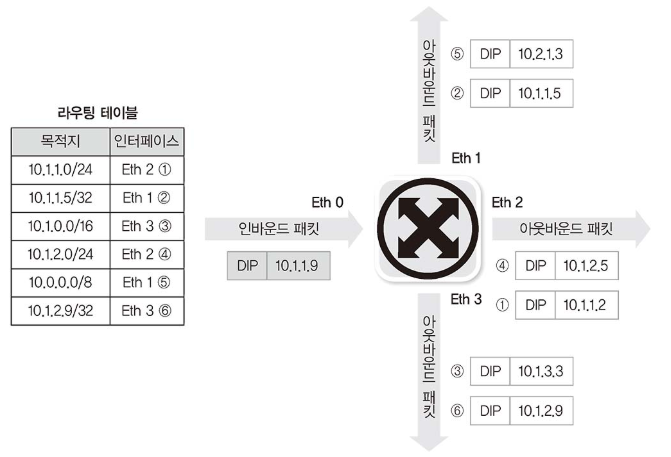 라우팅 테이블
목적지 인터페이스
10.1.1.0/24 Eth 2 ①
10.1.1.5/32 Eth 1 ②
10.1.0.0/16 Eth 3 ③
10.1.2.0/24 Eth 2 ④
10.0.0.0/8 Eth 1 ⑤
10.1.2.9/32 Eth 3 ⑥
Eth 0
인바운드 패킷
DIP 10.1.1.9
아웃바운드 패킷
⑤ DIP 10.2.1.3
② DIP 10.1.1.5
Eth 1
Eth 2
아웃바운드 패킷
④ DIP 10.1.2.5
① DIP 10.1.1.2
Eth 3
아웃바운드 패킷
③ DIP 10.1.3.3
⑥ DIP 10.1.2.9